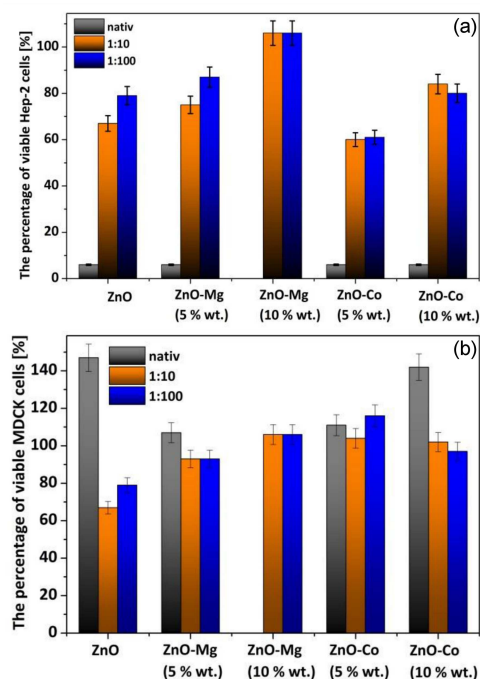 (a)
nativ
1:10
1:100
The percentage of viable Hep-2 cells [%]
100
80
60
40
20
0
ZnO ZnO-Mg ZnO-Mg ZnO-Co ZnO-Co
(5 % wt.) (10 % wt.) (5 % wt.) (10 % wt.)
(b)
nativ
1:10
1:100
The percentage of viable MDCK cells [%]
140
120
100
80
60
40
20
0
ZnO ZnO-Mg ZnO-Mg ZnO-Co ZnO-Co
(5 % wt.) (10 % wt.) (5 % wt.) (10 % wt.)